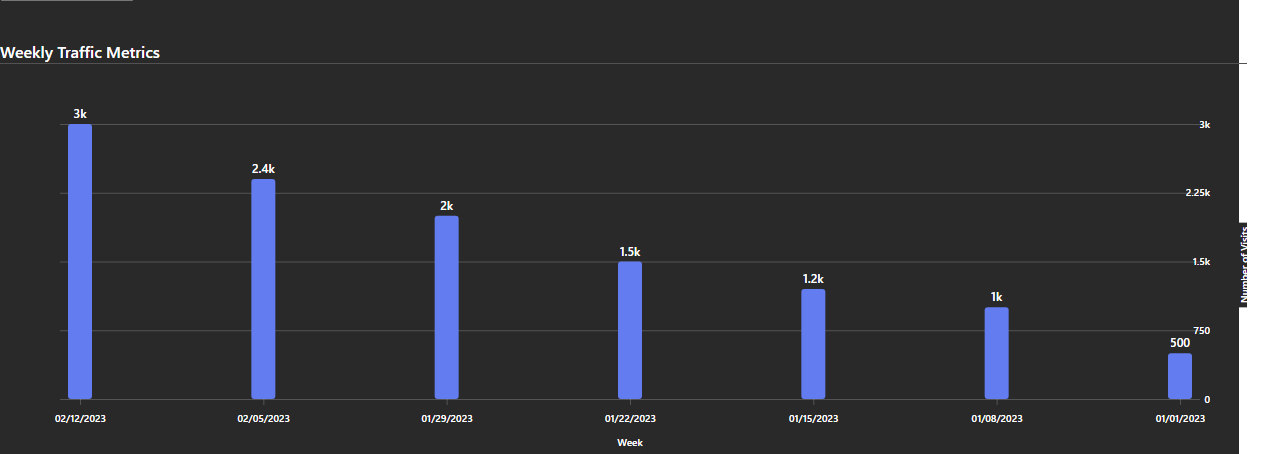 Weekly Traffic Metrics
3k
2.4k
2k
1.5k
1.2k
1k
500
3k
2.25k
1.5k
750
0
Number of Visits
02/12/2023
02/05/2023
01/29/2023
01/22/2023
01/15/2023
01/08/2023
01/01/2023
Week